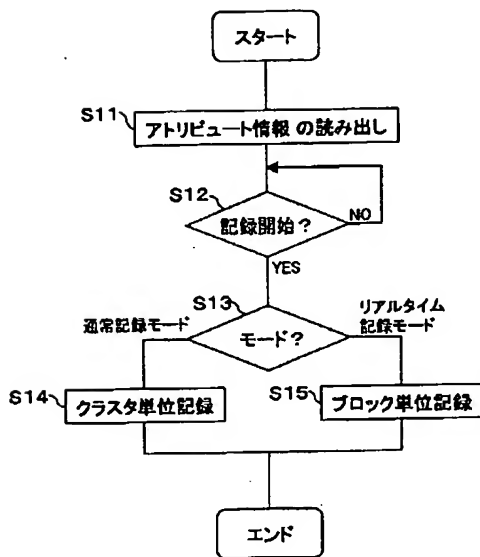 スタート
S11
アトリビュート情報 の読み出し
S12
記録開始?
NO
YES
S13
通常記録モード
モード?
リアルタイム
記録モード
S14
クラスタ単位記録
S15
ブロック単位記録
エンド